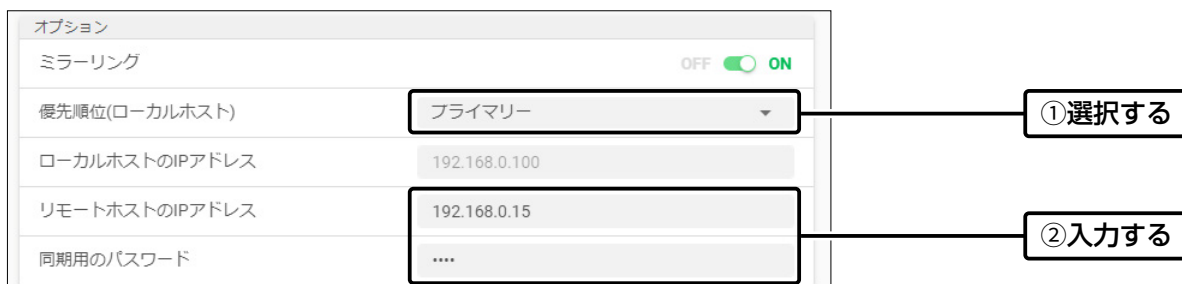 オプション
ミラーリング OFF ON
優先順位(ローカルホスト) プライマリー ①選択する
ローカルホストのIPアドレス 192.168.0.100
リモートホストのIPアドレス 192.168.0.15
②入力する
同期用のパスワード ••••